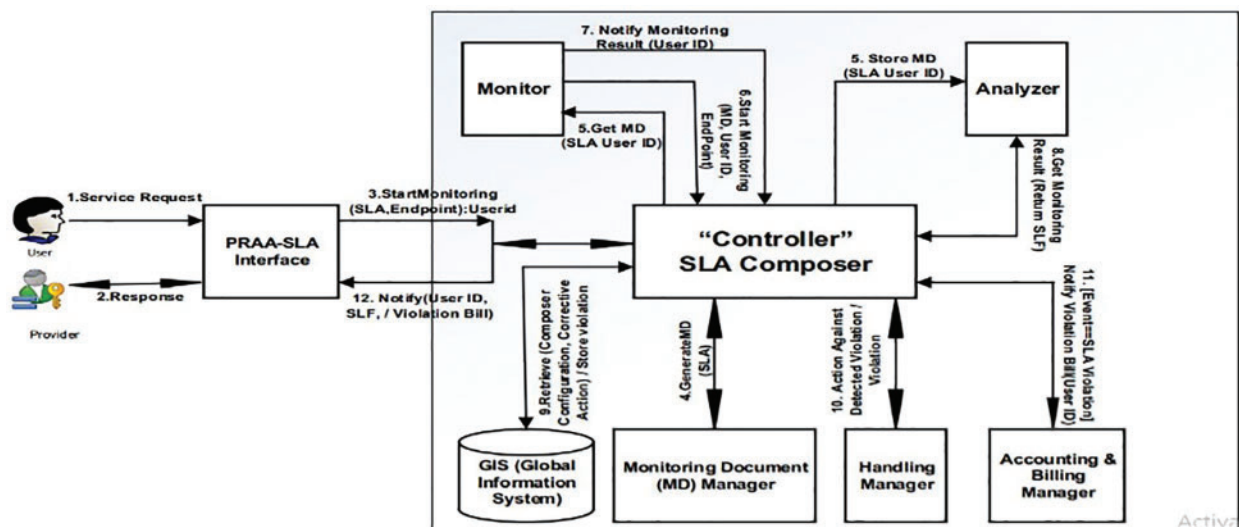 7. Notify Monitoring
Result (User ID)
Monitor
5.Get MD
(SLA User ID)
6.Start Monitoring
(MD, User ID,
EndPoint)
5. Store MD
(SLA User ID)
Analyzer
8.Get Monitoring
Result (Return SLF)
1.Service Request
User
Provider
2.Response
PRAA-SLA
Interface
3.StartMonitoring
(SLA,Endpoint):Userid
12. Notify(User ID,
SLF, / Violation Bill)
“Controller”
SLA Composer
9.Retrieve (Composer
Configuration, Corrective
Action) / Store violation
4.GenerateMD
(SLA)
10. Action Against
Detected Violation /
Violation
11. [Event==SLA Violation]
Notify Violation Bill(User ID)
GIS (Global
Information
System)
Monitoring Document
(MD) Manager
Handling
Manager
Accounting &
Billing
Manager
Activa